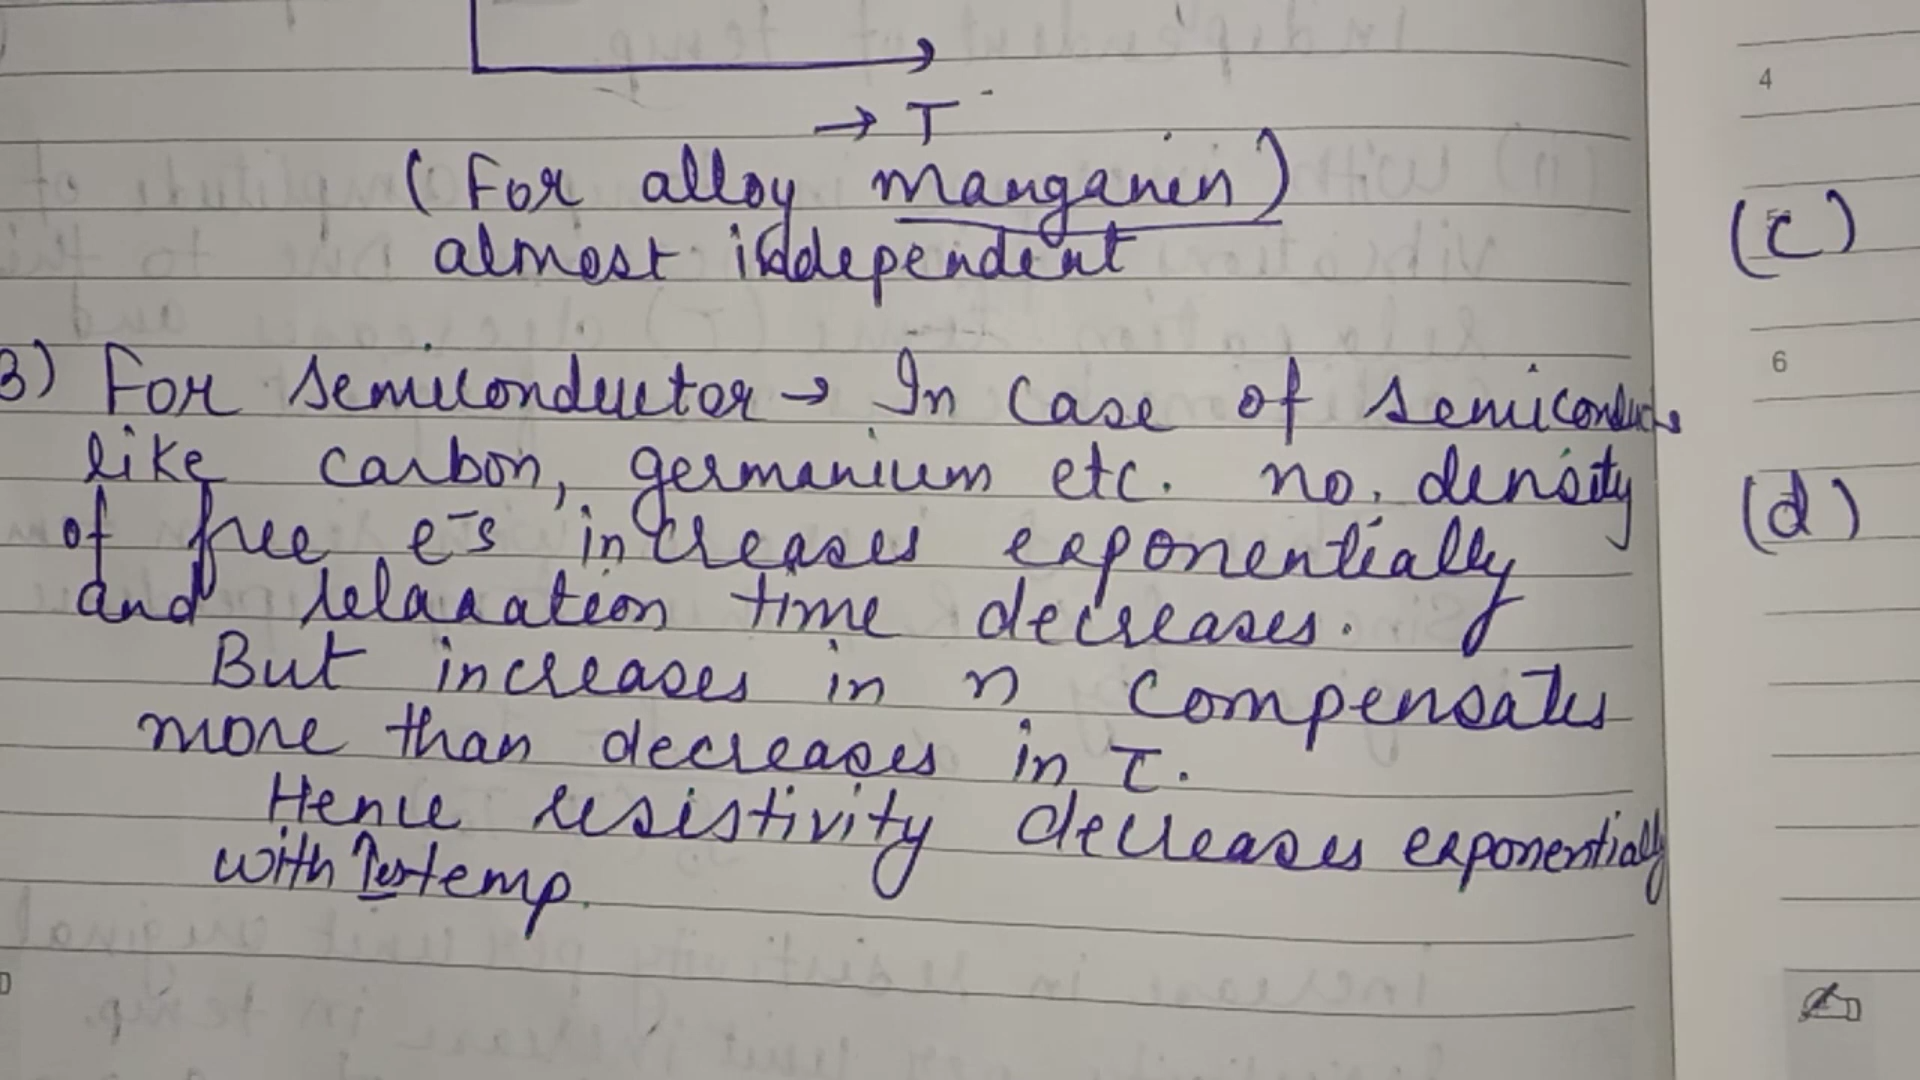 → T
(For alloy manganin)
almost independent
3) For semiconductor → In case of semiconductors
like carbon, germanium etc. no. density
of free e⁻s increases exponentially
and relaxation time decreases.
But increases in n compensates
more than decreases in τ.
Hence resistivity decreases exponentially
with temp.
4
(c)
6
(d)